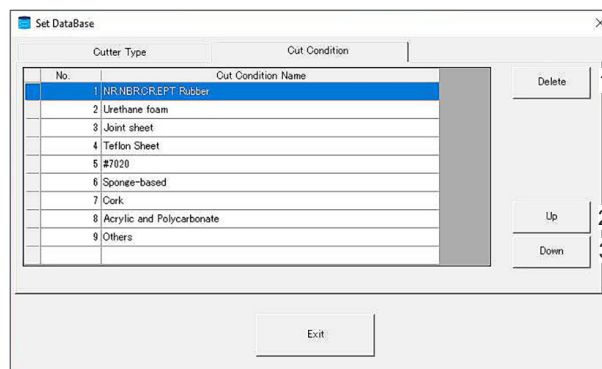 Set DataBase
Cutter Type
Cut Condition
No. Cut Condition Name
Delete
1 NR.NBR.CR.EPT Rubber
2 Urethane foam
3 Joint sheet
4 Teflon Sheet
5 #7020
6 Sponge-based
7 Cork
8 Acrylic and Polycarbonate
Up
9 Others
Down
Exit